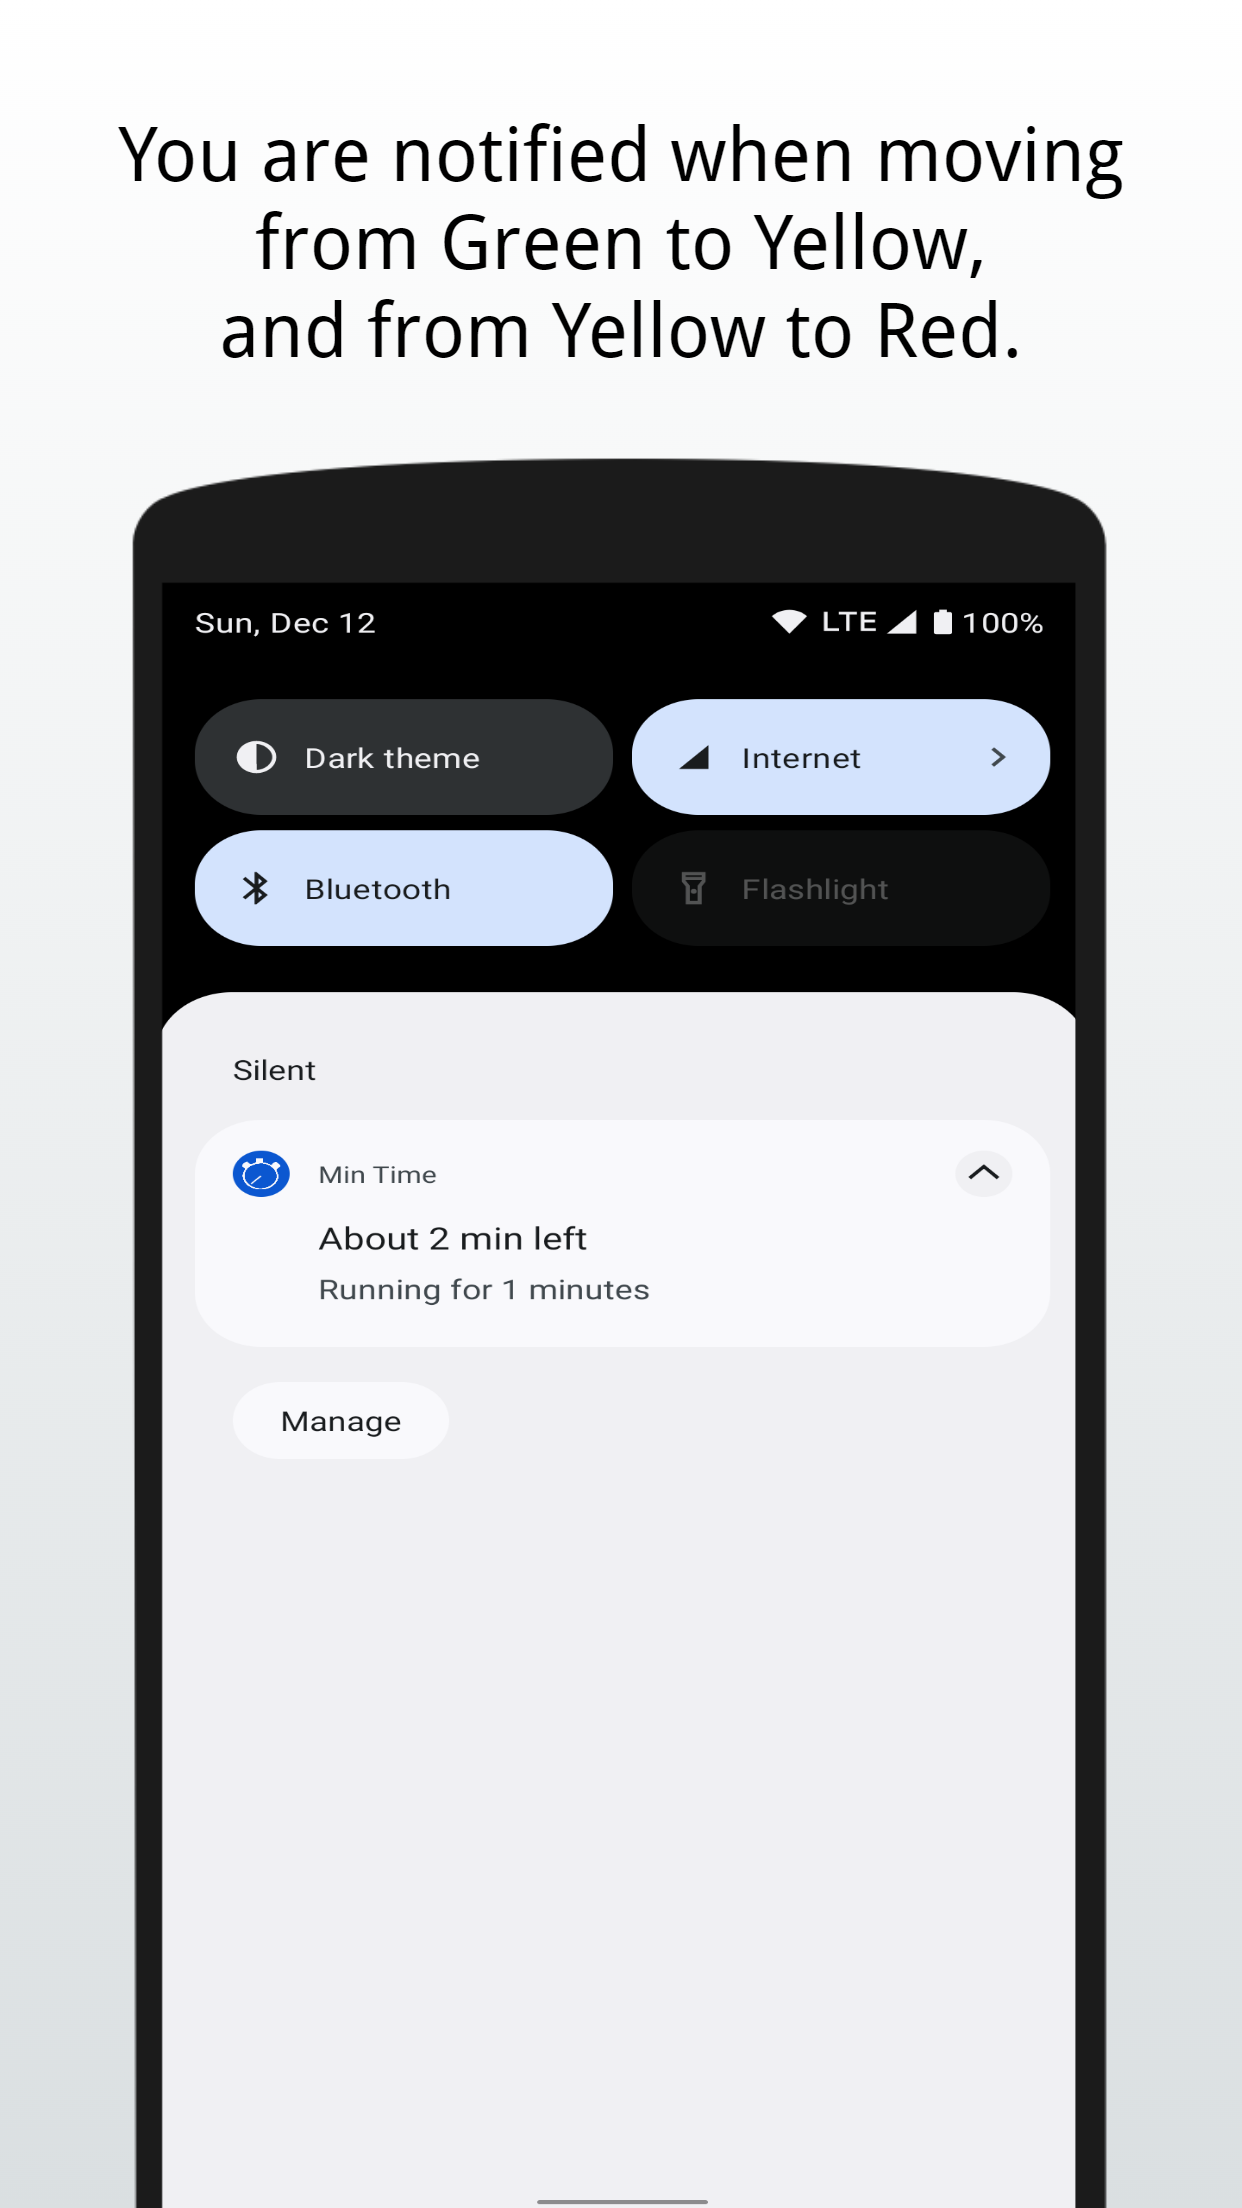 You are notified when moving
from Green to Yellow,
and from Yellow to Red.
Sun, Dec 12 LTE 100%
Dark theme Internet
Bluetooth Flashlight
Silent
Min Time
About 2 min left
Running for 1 minutes
Manage